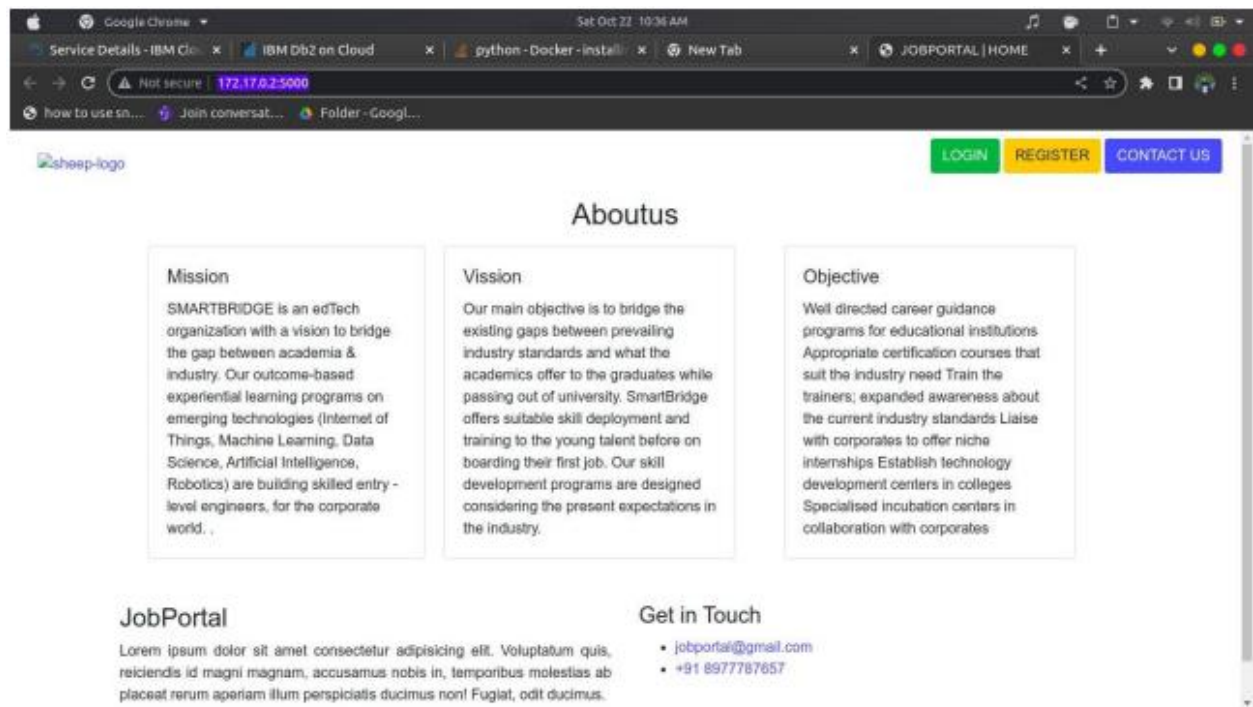 Google Chrome
Sat Oct 22 10:36 AM
Service Details - IBM Clo
IBM Db2 on Cloud
python - Docker - install
New Tab
JOBPORTAL | HOME
Not secure
172.17.0.2:5000
how to use sn...
Join conversat...
Folder - Googl...
sheep-logo
LOGIN
REGISTER
CONTACT US
Aboutus
Mission
SMARTBRIDGE is an edTech
organization with a vision to bridge
the gap between academia &
industry. Our outcome-based
experiential learning programs on
emerging technologies (Internet of
Things, Machine Learning, Data
Science, Artificial Intelligence,
Robotics) are building skilled entry -
level engineers, for the corporate
world. .
Vission
Our main objective is to bridge the
existing gaps between prevailing
industry standards and what the
academics offer to the graduates while
passing out of university. SmartBridge
offers suitable skill deployment and
training to the young talent before on
boarding their first job. Our skill
development programs are designed
considering the present expectations in
the industry.
Objective
Well directed career guidance
programs for educational institutions
Appropriate certification courses that
suit the industry need Train the
trainers; expanded awareness about
the current industry standards Liaise
with corporates to offer niche
internships Establish technology
development centers in colleges
Specialised incubation centers in
collaboration with corporates
JobPortal
Lorem ipsum dolor sit amet consectetur adipisicing elit. Voluptatum quis,
reiciendis id magni magnam, accusamus nobis in, temporibus molestias ab
placeat rerum aperiam illum perspiciatis ducimus non! Fugiat, odit ducimus.
Get in Touch
jobportal@gmail.com
+91 8977787657